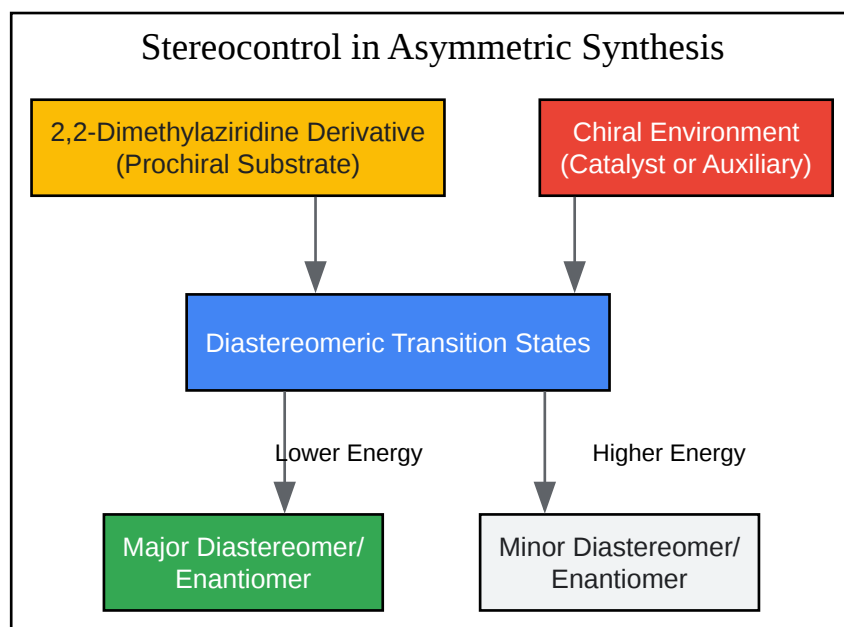 Stereocontrol in Asymmetric Synthesis
2,2-Dimethylaziridine Derivative
(Prochiral Substrate)
Chiral Environment
(Catalyst or Auxiliary)
Diastereomeric Transition States
Lower Energy
Higher Energy
Major Diastereomer/
Enantiomer
Minor Diastereomer/
Enantiomer